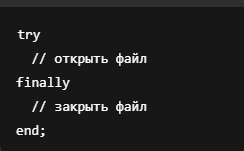 try
// открыть файл
finally
// закрыть файл
end;